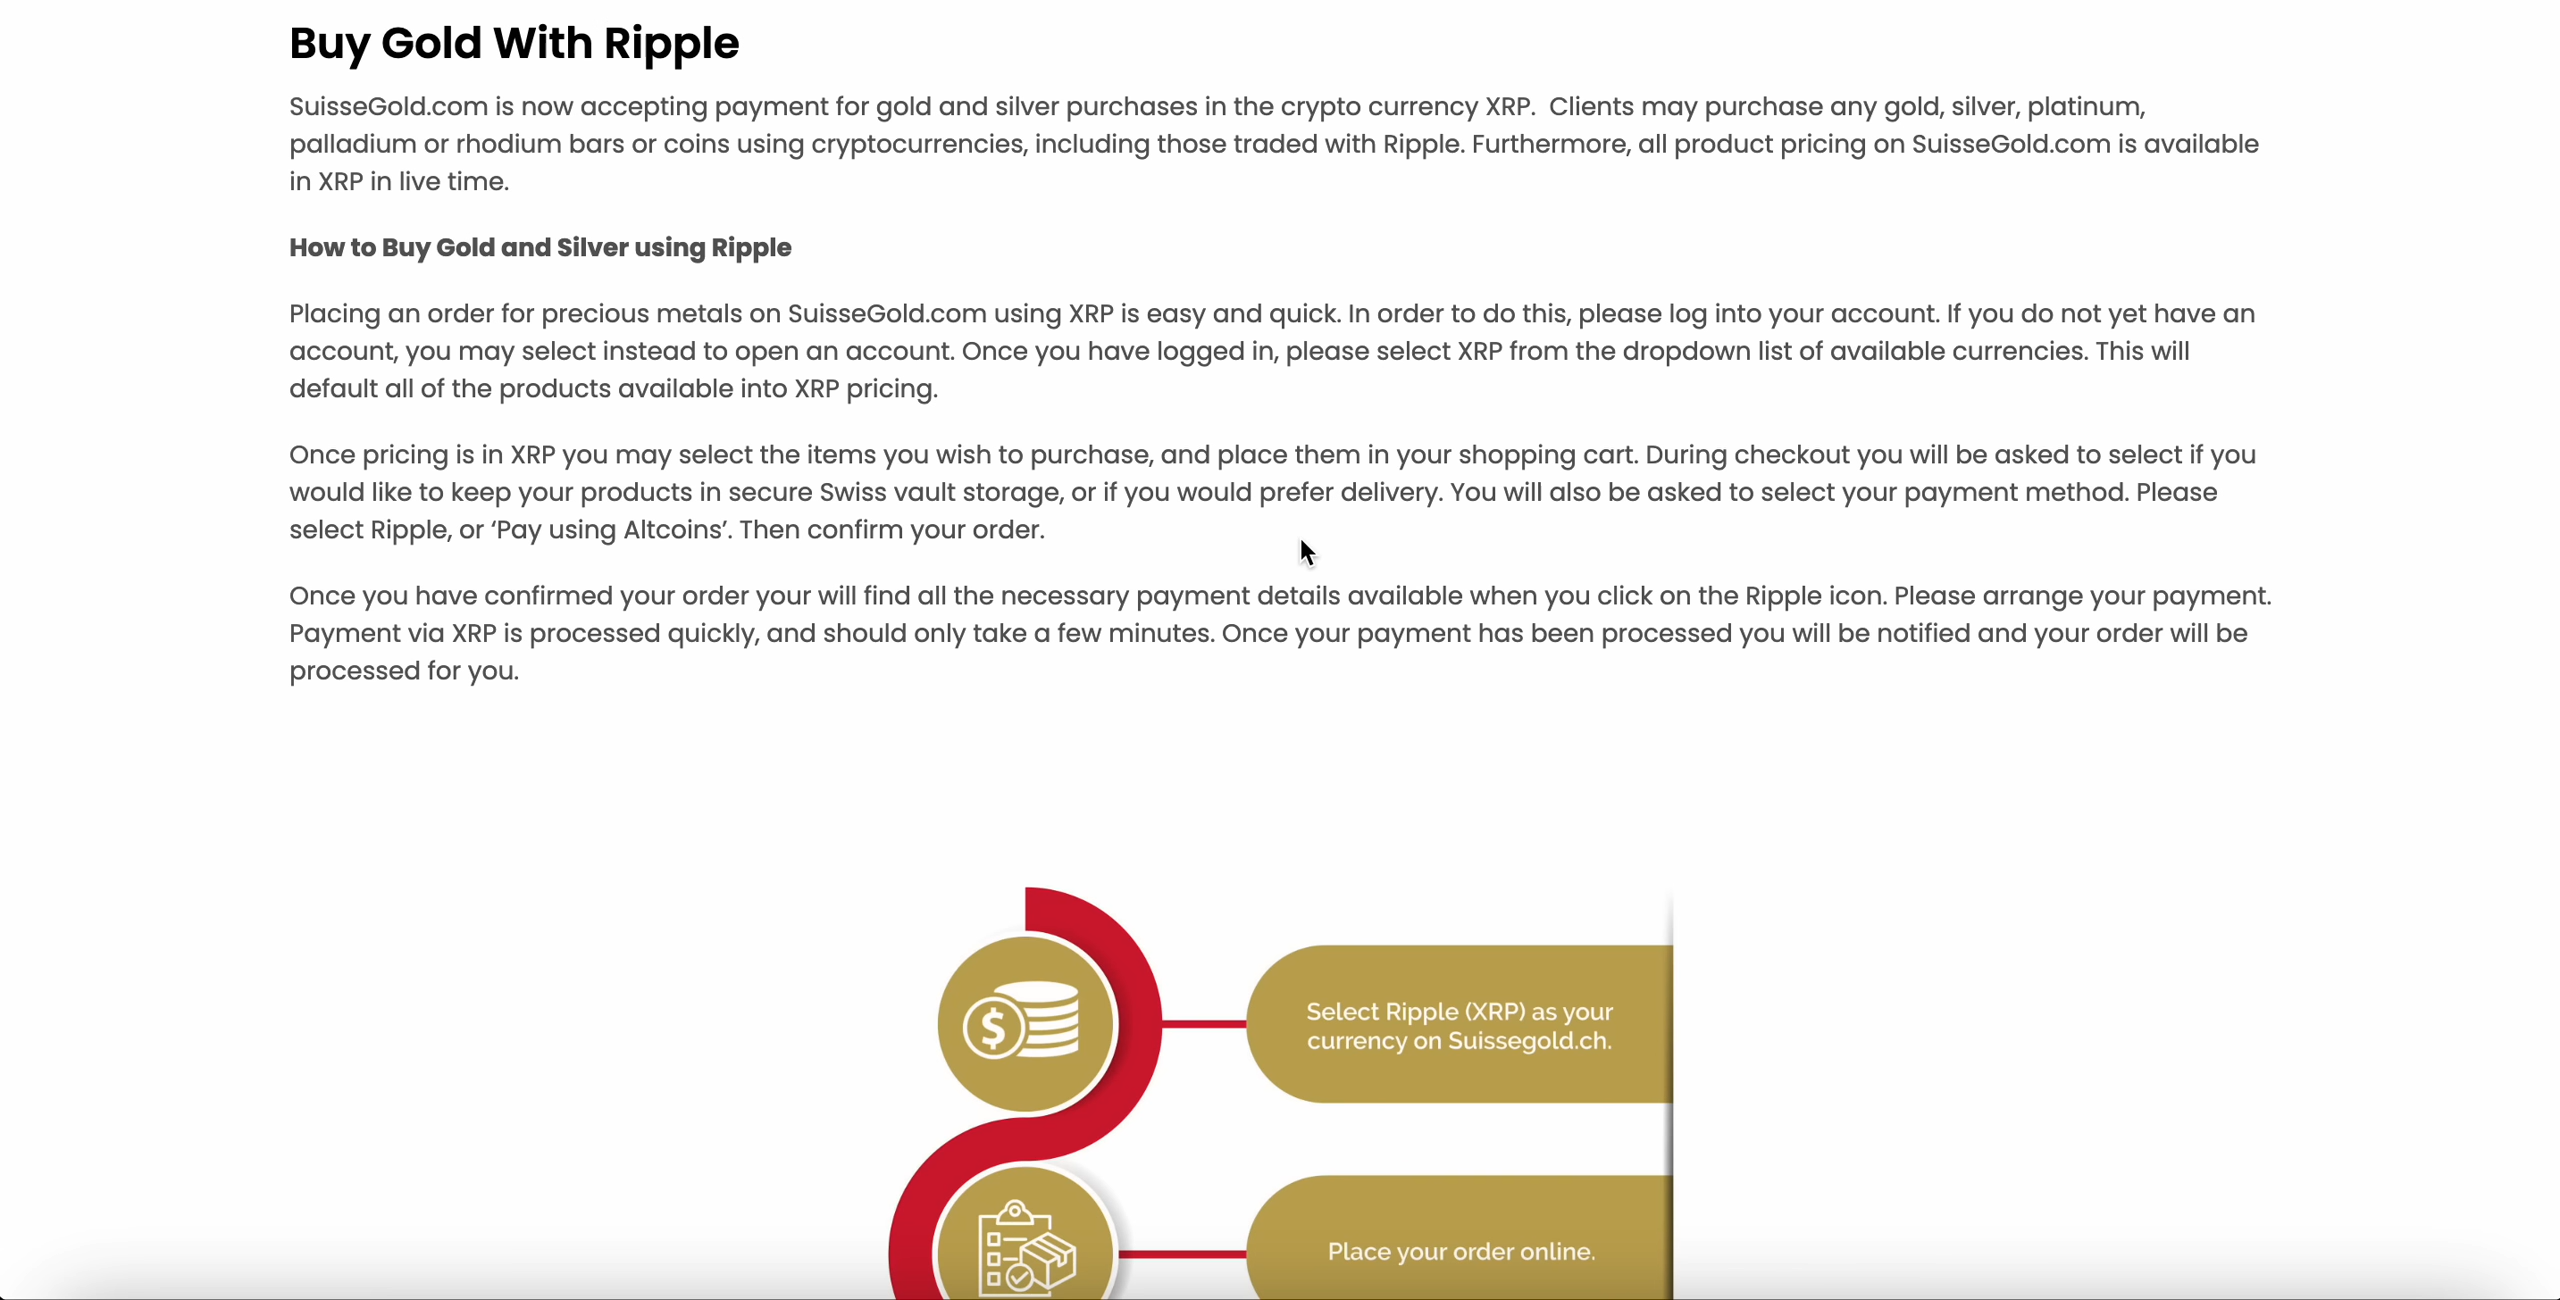 Buy Gold With Ripple
SuisseGold.com is now accepting payment for gold and silver purchases in the crypto currency XRP.  Clients may purchase any gold, silver, platinum,
palladium or rhodium bars or coins using cryptocurrencies, including those traded with Ripple. Furthermore, all product pricing on SuisseGold.com is available
in XRP in live time.
How to Buy Gold and Silver using Ripple
Placing an order for precious metals on SuisseGold.com using XRP is easy and quick. In order to do this, please log into your account. If you do not yet have an
account, you may select instead to open an account. Once you have logged in, please select XRP from the dropdown list of available currencies. This will
default all of the products available into XRP pricing.
Once pricing is in XRP you may select the items you wish to purchase, and place them in your shopping cart. During checkout you will be asked to select if you
would like to keep your products in secure Swiss vault storage, or if you would prefer delivery. You will also be asked to select your payment method. Please
select Ripple, or ‘Pay using Altcoins’. Then confirm your order.
Once you have confirmed your order your will find all the necessary payment details available when you click on the Ripple icon. Please arrange your payment.
Payment via XRP is processed quickly, and should only take a few minutes. Once your payment has been processed you will be notified and your order will be
processed for you.
$
Select Ripple (XRP) as your
currency on Suissegold.ch.
Place your order online.